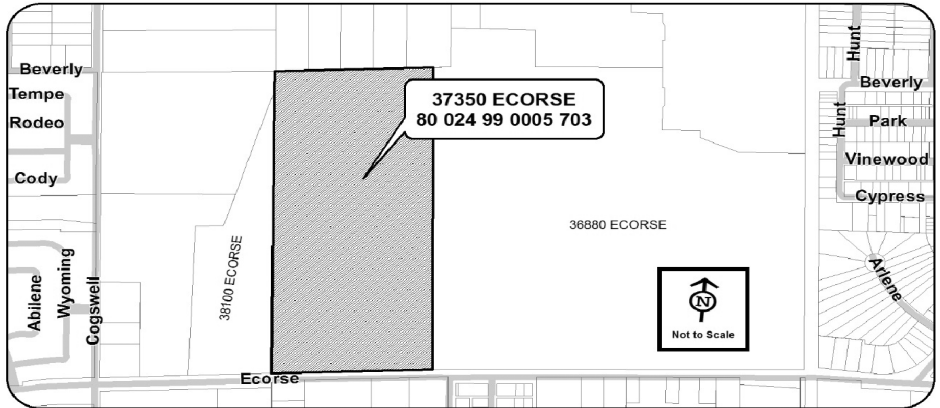 Hunt
Beverly
Beverly
Tempe
37350 ECORSE
80 024 99 0005 703
Rodeo
Hunt
Park
Vinewood
Cody
Cypress
36880 ECORSE
38100 ECORSE
Abilene
Wyoming
Cogswell
Arlene
N
Not to Scale
Ecorse